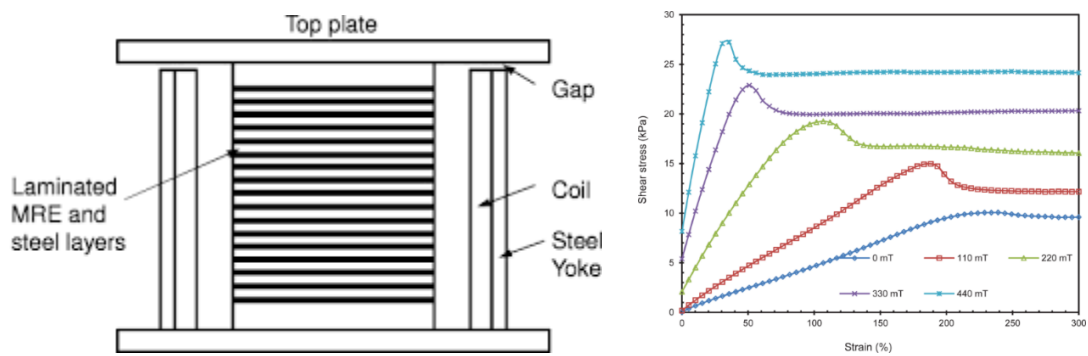 Top plate
Gap
Laminated
MRE and
steel layers
Coil
Steel
Yoke
Shear stress (kPa)
30
25
20
15
10
5
0
0 mT
110 mT
220 mT
330 mT
440 mT
0
50
100
150
200
250
300
Strain (%)